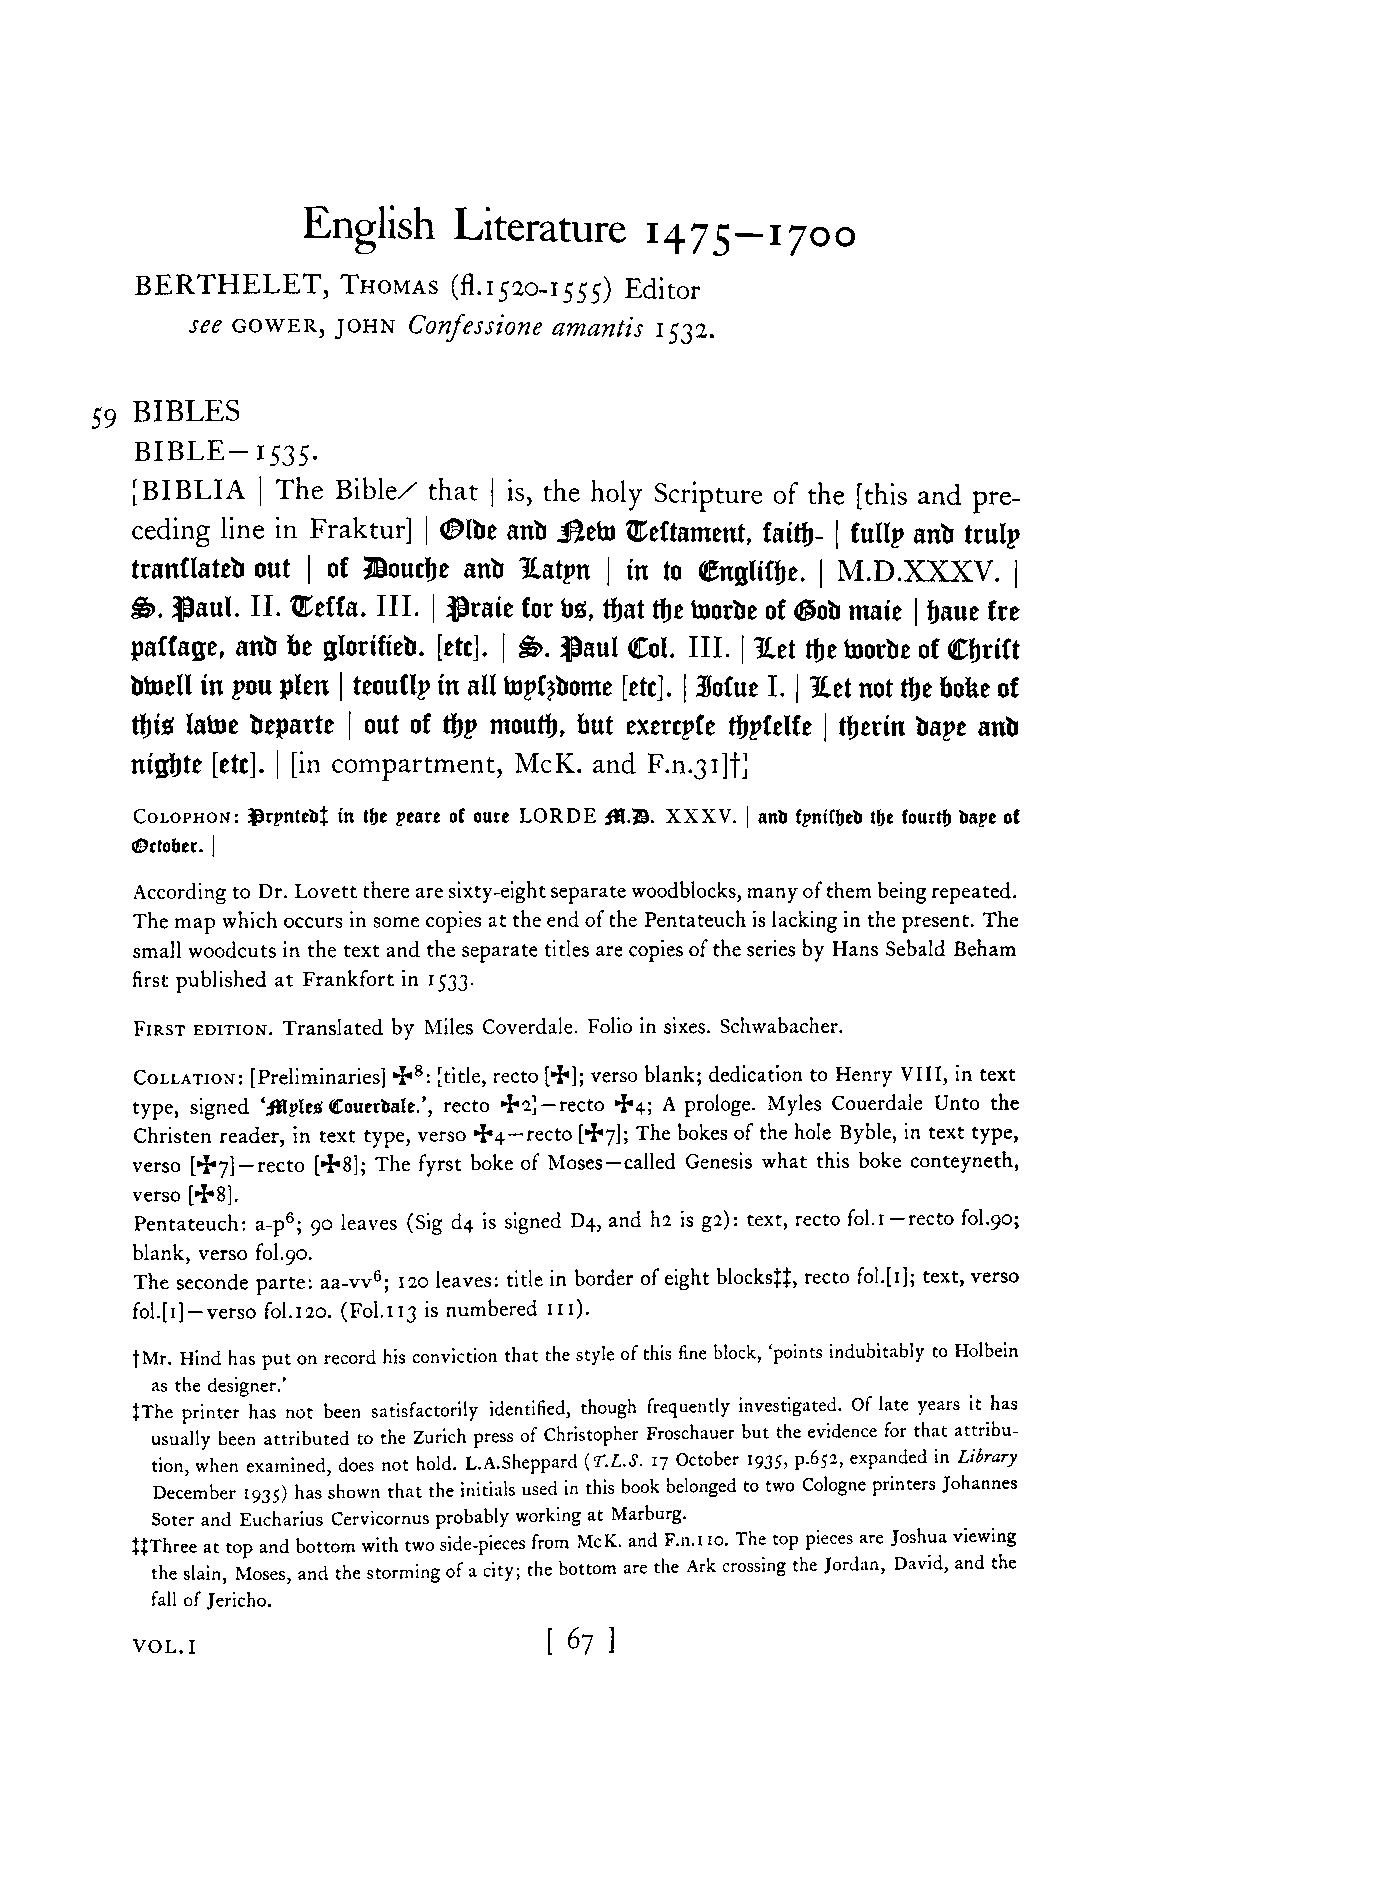 English Literature 1475—1700
BERTHELET, THOMAS (fl.1520-1555) Editor
see GOWER, JOHN Confessione amantis 1532.
59 BIBLES
BIBLE—1535.
[BIBLIA | The Bible/ that | is, the holy Scripture of the [this and pre-
ceding line in Fraktur] | Olde and New Teſtament, faith- | fully and truly
tranſlated out | of Douche and Latyn | in to Engliſhe. | M.D.XXXV. |
S. Paul. II. Teſſa. III. | Praie for vs, that the worde of God maie | haue fre
paſſage, and be glorified. [etc]. | S. Paul Col. III. | Let the worde of Chriſt
dwell in you plen | teouſly in all wyſȝdome [etc]. | Joſue I. | Let not the boke of
this lawe departe | out of thy mouth, but exercyſe thyſelfe | therin daye and
nighte [etc]. | [in compartment, McK. and F.n.31]†]
COLOPHON: Prynted‡ in the yeare of oure LORDE M.D. XXXV. | and fyniſhed the fourth daye of
October. |
According to Dr. Lovett there are sixty-eight separate woodblocks, many of them being repeated.
The map which occurs in some copies at the end of the Pentateuch is lacking in the present. The
small woodcuts in the text and the separate titles are copies of the series by Hans Sebald Beham
first published at Frankfort in 1533.
FIRST EDITION. Translated by Miles Coverdale. Folio in sixes. Schwabacher.
COLLATION: [Preliminaries] ✠⁸: [title, recto [✠]; verso blank; dedication to Henry VIII, in text
type, signed ‘Myles Couerdale.’, recto ✠2]—recto ✠4; A prologe. Myles Couerdale Unto the
Christen reader, in text type, verso ✠4—recto [✠7]; The bokes of the hole Byble, in text type,
verso [✠7]—recto [✠8]; The fyrst boke of Moses—called Genesis what this boke conteyneth,
verso [✠8].
Pentateuch: a-p⁶; 90 leaves (Sig d4 is signed D4, and h2 is g2): text, recto fol.1—recto fol.90;
blank, verso fol.90.
The seconde parte: aa-vv⁶; 120 leaves: title in border of eight blocks‡‡, recto fol.[1]; text, verso
fol.[1]—verso fol.120. (Fol.113 is numbered 111).
†Mr. Hind has put on record his conviction that the style of this fine block, ‘points indubitably to Holbein
as the designer.’
‡The printer has not been satisfactorily identified, though frequently investigated. Of late years it has
usually been attributed to the Zurich press of Christopher Froschauer but the evidence for that attribu-
tion, when examined, does not hold. L.A.Sheppard (T.L.S. 17 October 1935, p.652, expanded in Library
December 1935) has shown that the initials used in this book belonged to two Cologne printers Johannes
Soter and Eucharius Cervicornus probably working at Marburg.
‡‡Three at top and bottom with two side-pieces from McK. and F.n.110. The top pieces are Joshua viewing
the slain, Moses, and the storming of a city; the bottom are the Ark crossing the Jordan, David, and the
fall of Jericho.
VOL.I [ 67 ]